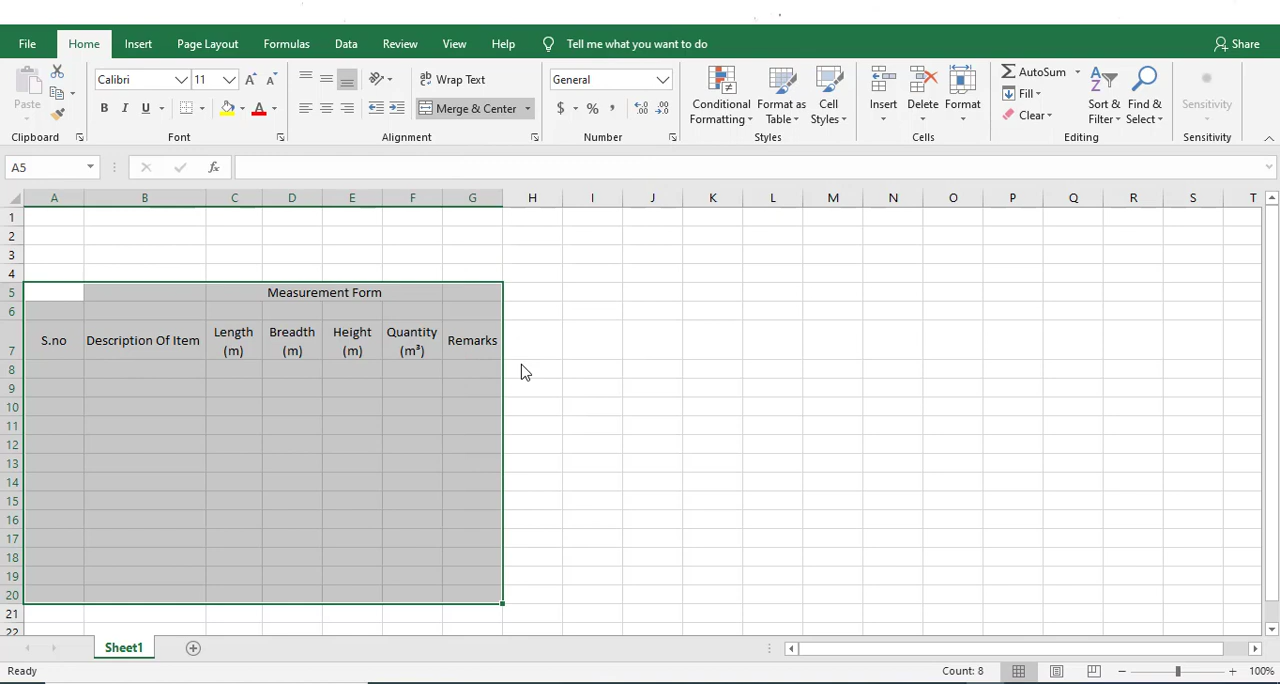 File Home Insert Page Layout Formulas Data Review View Help Tell me what you want to do Share
Calibri 11 Wrap Text General AutoSum
Paste Conditional Format as Cell Insert Delete Format Fill Sort & Find & Sensitivity
B I U Merge & Center $ % , Formatting Table Styles Clear Filter Select
Clipboard Font Alignment Number Styles Cells Editing Sensitivity
A5 fx
A B C D E F G H I J K L M N O P Q R S T
1
2
3
4
5 Measurement Form
6
7 S.no Description Of Item Length (m) Breadth (m) Height (m) Quantity (m³) Remarks
8
9
10
11
12
13
14
15
16
17
18
19
20
21
22
Sheet1
Ready Count: 8 100%